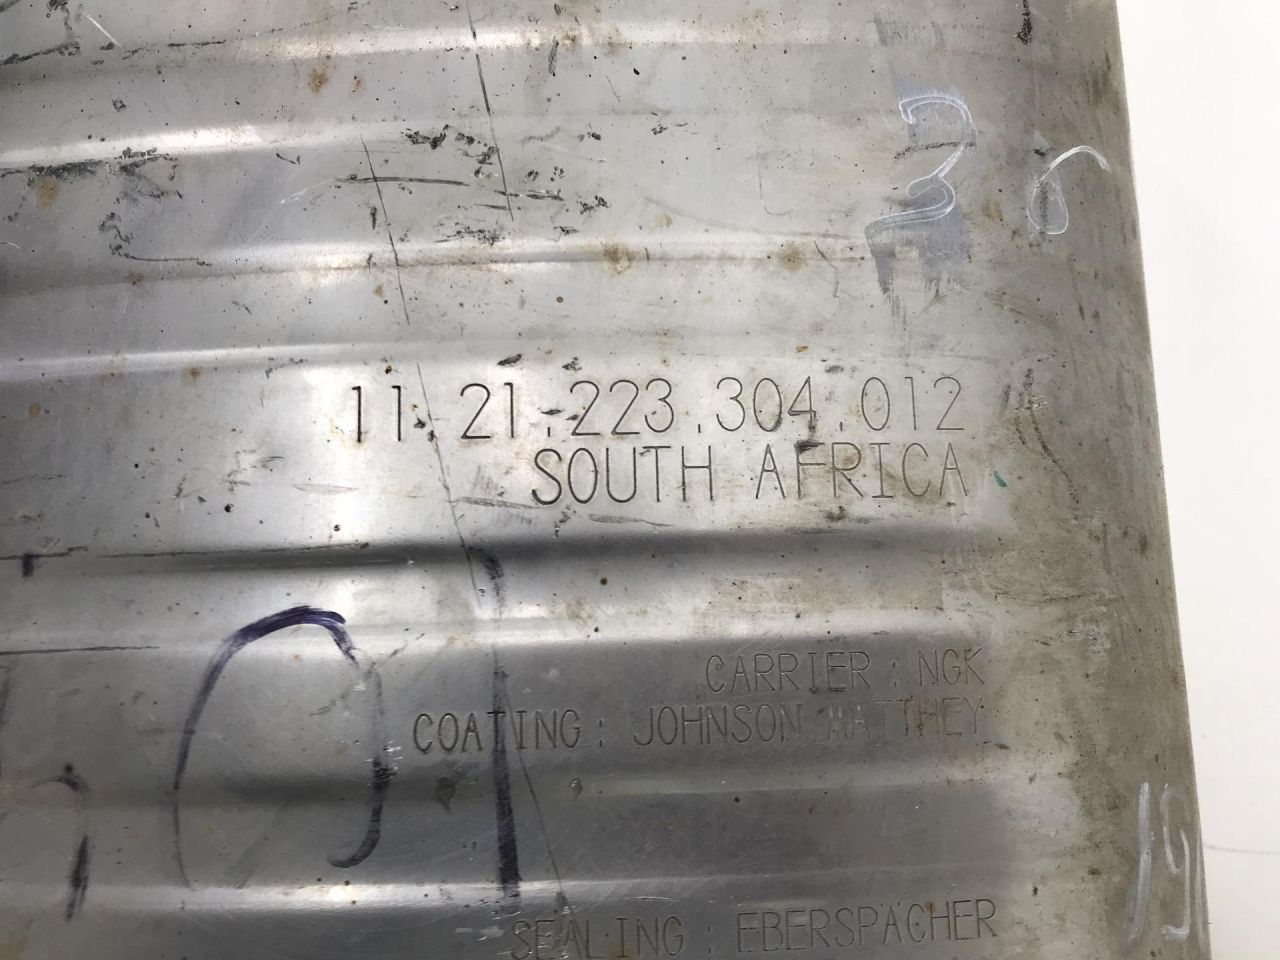 11.21.223.304.012
SOUTH AFRICA
CARRIER : NGK
COATING : JOHNSON MATTHEY
SEALING : EBERSPÄCHER